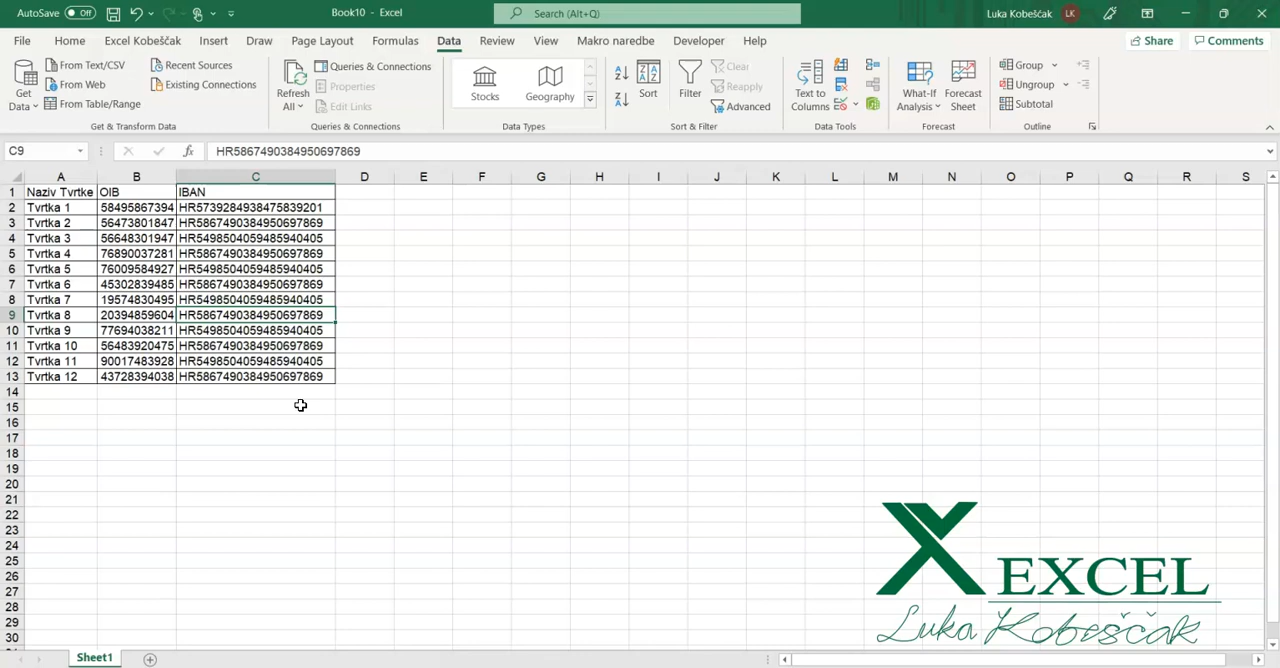 AutoSave Off Book10 - Excel Search (Alt+Q) Luka Kobeščak LK
File Home Excel Kobeščak Insert Draw Page Layout Formulas Data Review View Makro naredbe Developer Help Share Comments
Get Data
From Text/CSV
From Web
From Table/Range
Recent Sources
Existing Connections
Get & Transform Data
Refresh All
Queries & Connections
Properties
Edit Links
Queries & Connections
Stocks
Geography
Data Types
Sort
Filter
Clear
Reapply
Advanced
Sort & Filter
Text to Columns
Data Tools
What-If Analysis
Forecast Sheet
Forecast
Group
Ungroup
Subtotal
Outline
C9 fx HR5867490384950697869
A B C D E F G H I J K L M N O P Q R S
1 Naziv Tvrtke OIB IBAN
2 Tvrtka 1 58495867394 HR5739284938475839201
3 Tvrtka 2 56473801847 HR5867490384950697869
4 Tvrtka 3 56648301947 HR5498504059485940405
5 Tvrtka 4 76890037281 HR5867490384950697869
6 Tvrtka 5 76009584927 HR5498504059485940405
7 Tvrtka 6 45302839485 HR5867490384950697869
8 Tvrtka 7 19574830495 HR5498504059485940405
9 Tvrtka 8 20394859604 HR5867490384950697869
10 Tvrtka 9 77694038211 HR5498504059485940405
11 Tvrtka 10 56483920475 HR5867490384950697869
12 Tvrtka 11 90017483928 HR5498504059485940405
13 Tvrtka 12 43728394038 HR5867490384950697869
14
15
16
17
18
19
20
21
22
23
24
25
26
27
28
29
30
X EXCEL
Luka Kobeščak
Sheet1